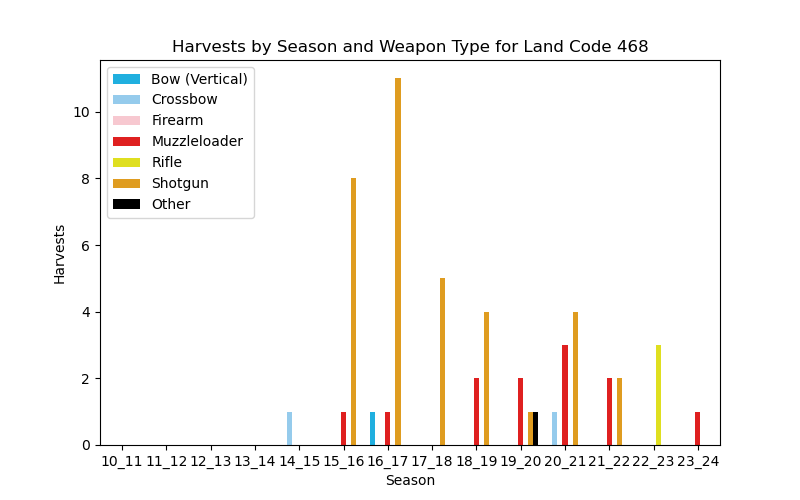 Harvests by Season and Weapon Type for Land Code 468
Bow (Vertical)
Crossbow
Firearm
Muzzleloader
Rifle
Shotgun
Other
Harvests
10
8
6
4
2
0
10_11 11_12 12_13 13_14 14_15 15_16 16_17 17_18 18_19 19_20 20_21 21_22 22_23 23_24
Season